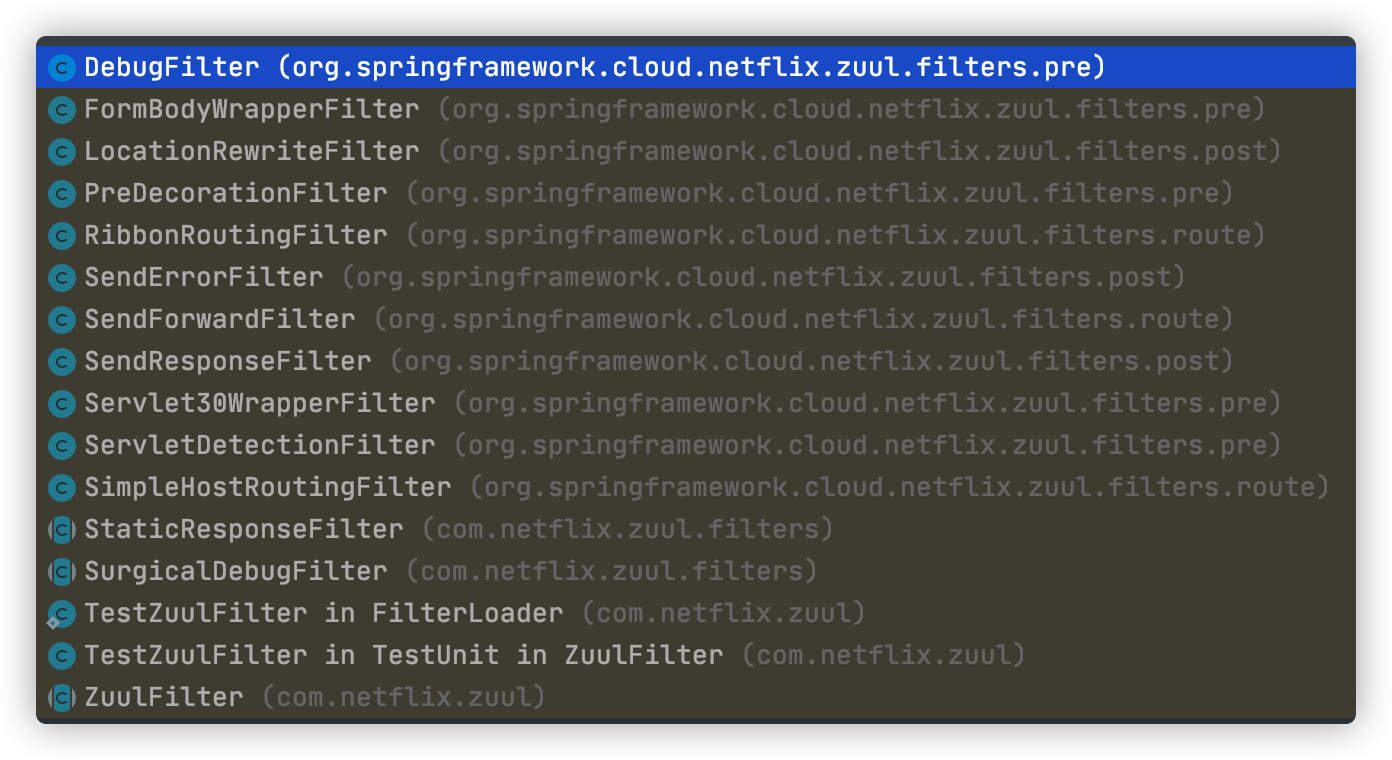 DebugFilter (org.springframework.cloud.netflix.zuul.filters.pre)
FormBodyWrapperFilter (org.springframework.cloud.netflix.zuul.filters.pre)
LocationRewriteFilter (org.springframework.cloud.netflix.zuul.filters.post)
PreDecorationFilter (org.springframework.cloud.netflix.zuul.filters.pre)
RibbonRoutingFilter (org.springframework.cloud.netflix.zuul.filters.route)
SendErrorFilter (org.springframework.cloud.netflix.zuul.filters.post)
SendForwardFilter (org.springframework.cloud.netflix.zuul.filters.route)
SendResponseFilter (org.springframework.cloud.netflix.zuul.filters.post)
Servlet30WrapperFilter (org.springframework.cloud.netflix.zuul.filters.pre)
ServletDetectionFilter (org.springframework.cloud.netflix.zuul.filters.pre)
SimpleHostRoutingFilter (org.springframework.cloud.netflix.zuul.filters.route)
StaticResponseFilter (com.netflix.zuul.filters)
SurgicalDebugFilter (com.netflix.zuul.filters)
TestZuulFilter in FilterLoader (com.netflix.zuul)
TestZuulFilter in TestUnit in ZuulFilter (com.netflix.zuul)
ZuulFilter (com.netflix.zuul)